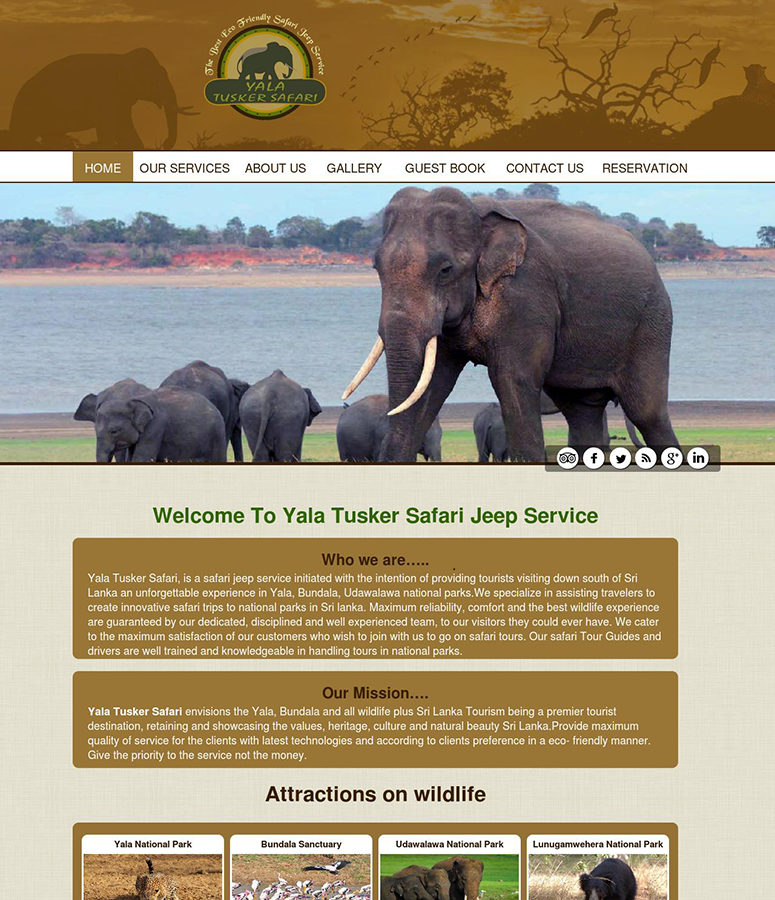 The Best Eco Friendly Safari Jeep Service
YALA
TUSKER SAFARI
HOME OUR SERVICES ABOUT US GALLERY GUEST BOOK CONTACT US RESERVATION
Welcome To Yala Tusker Safari Jeep Service
Who we are…..
Yala Tusker Safari, is a safari jeep service initiated with the intention of providing tourists visiting down south of Sri
Lanka an unforgettable experience in Yala, Bundala, Udawalawa national parks.We specialize in assisting travelers to
create innovative safari trips to national parks in Sri lanka. Maximum reliability, comfort and the best wildlife experience
are guaranteed by our dedicated, disciplined and well experienced team, to our visitors they could ever have. We cater
to the maximum satisfaction of our customers who wish to join with us to go on safari tours. Our safari Tour Guides and
drivers are well trained and knowledgeable in handling tours in national parks.
Our Mission….
Yala Tusker Safari envisions the Yala, Bundala and all wildlife plus Sri Lanka Tourism being a premier tourist
destination, retaining and showcasing the values, heritage, culture and natural beauty Sri Lanka.Provide maximum
quality of service for the clients with latest technologies and according to clients preference in a eco- friendly manner.
Give the priority to the service not the money.
Attractions on wildlife
Yala National Park Bundala Sanctuary Udawalawa National Park Lunugamwehera National Park